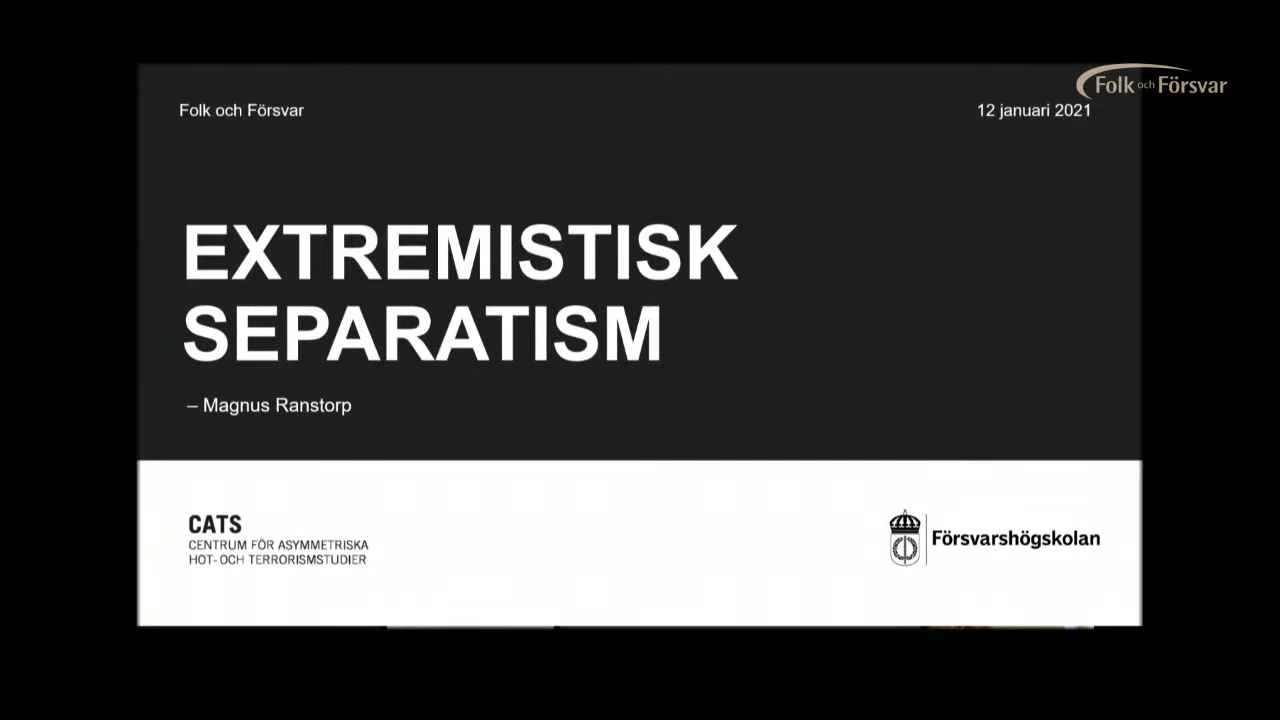 Folk och Försvar
Folk och Försvar
12 januari 2021
EXTREMISTISK
SEPARATISM
– Magnus Ranstorp
CATS
CENTRUM FÖR ASYMMETRISKA
HOT- OCH TERRORISMSTUDIER
Försvarshögskolan